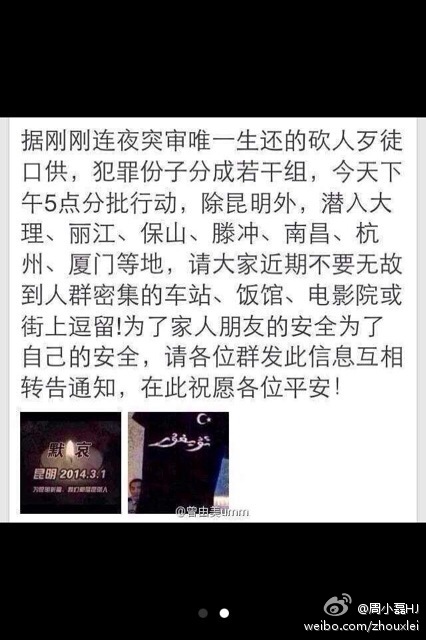 据刚刚连夜突审唯一生还的砍人歹徒
口供，犯罪份子分成若干组，今天下
午5点分批行动，除昆明外，潜入大
理、丽江、保山、滕冲、南昌、杭
州、厦门等地，请大家近期不要无故
到人群密集的车站、饭馆、电影院或
街上逗留!为了家人朋友的安全为了
自己的安全，请各位群发此信息互相
转告通知，在此祝愿各位平安！
默哀
昆明 2014.3.1
@曾由美umm
@周小磊HJ
weibo.com/zhouxlei